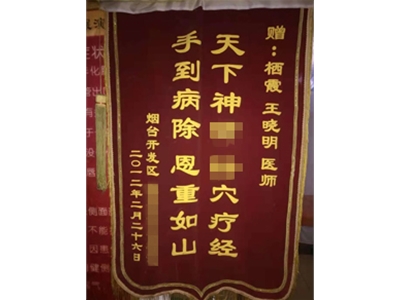 赠：栖霞 王晓明 医师
天下神 穴疗经
手到病除 恩重如山
烟台开发区
二〇一二年二月二十六日